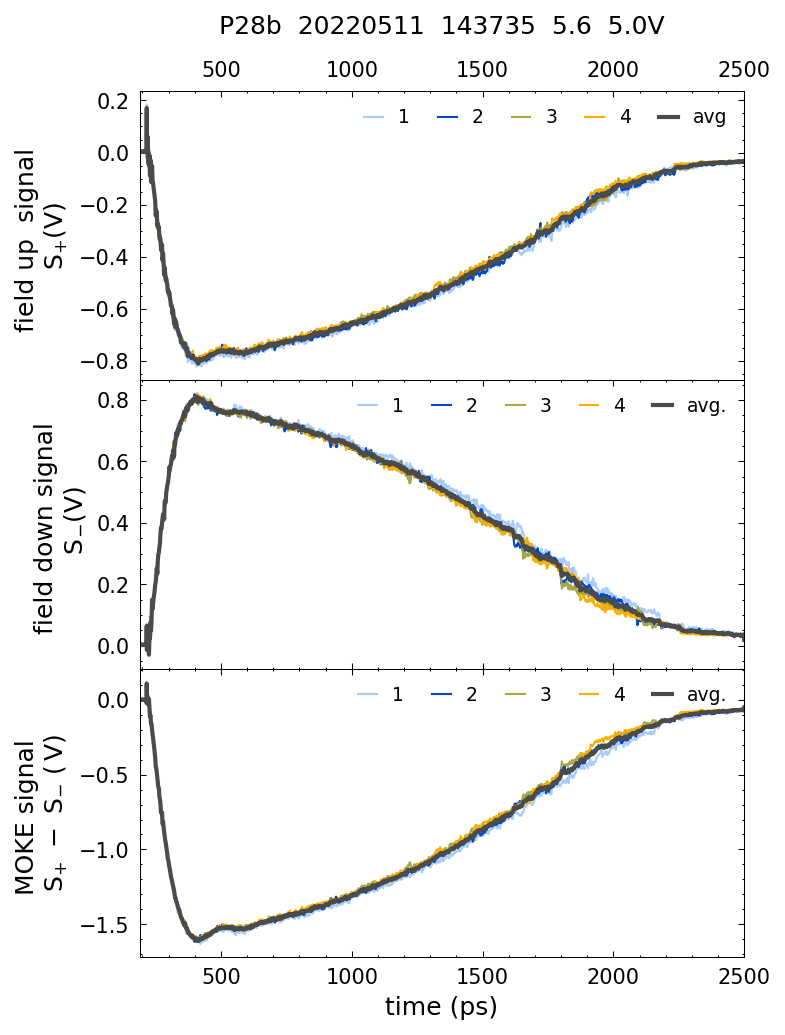 P28b 20220511 143735 5.6 5.0V
500 1000 1500 2000 2500
0.2
0.0
−0.2
−0.4
−0.6
−0.8
field up signal
S₊(V)
1 2 3 4 avg
0.8
0.6
0.4
0.2
0.0
field down signal
S₋(V)
1 2 3 4 avg.
0.0
−0.5
−1.0
−1.5
MOKE signal
S₊ − S₋ ( V)
1 2 3 4 avg.
500 1000 1500 2000 2500
time (ps)